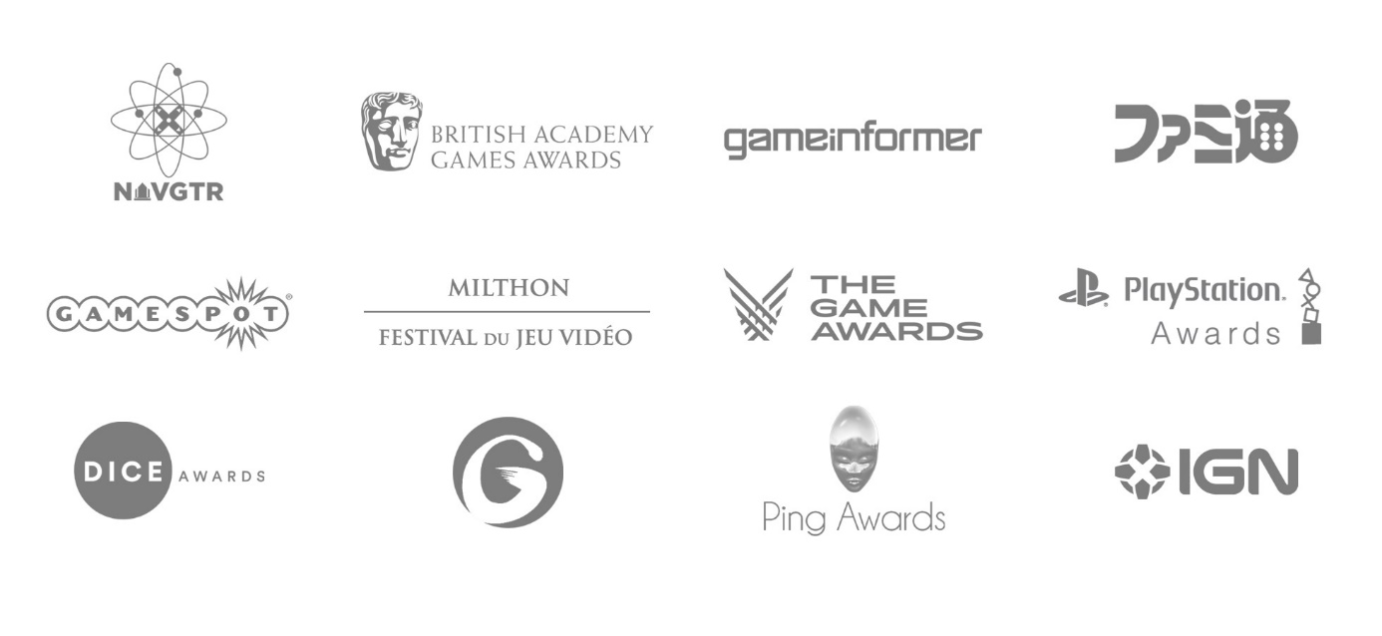 NAVGTR
BRITISH ACADEMY
GAMES AWARDS
gameinformer
ファミ通
GAMESPOT®
MILTHON
FESTIVAL DU JEU VIDÉO
THE
GAME
AWARDS
PlayStation®
Awards
DICE AWARDS
G
Ping Awards
IGN